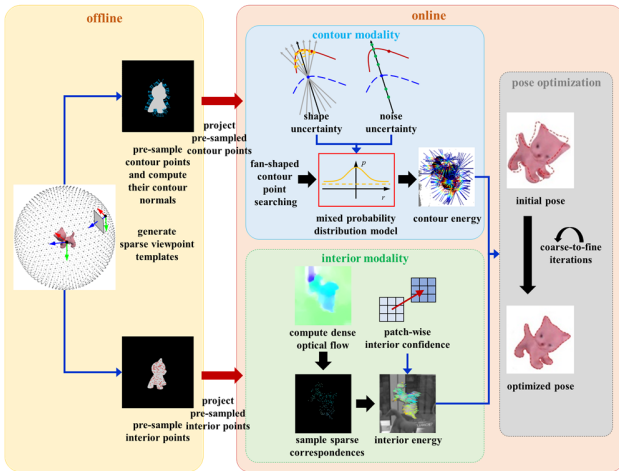 offline
online
contour modality
shape
uncertainty
noise
uncertainty
fan-shaped
contour
point
searching
p
r
mixed probability
distribution model
contour energy
project
pre-sampled
contour points
pre-sample
contour points
and compute
their contour
normals
generate
sparse viewpoint
templates
pre-sample
interior points
project
pre-sampled
interior points
interior modality
compute dense
optical flow
patch-wise
interior confidence
sample sparse
correspondences
interior energy
pose optimization
initial pose
coarse-to-fine
iterations
optimized pose